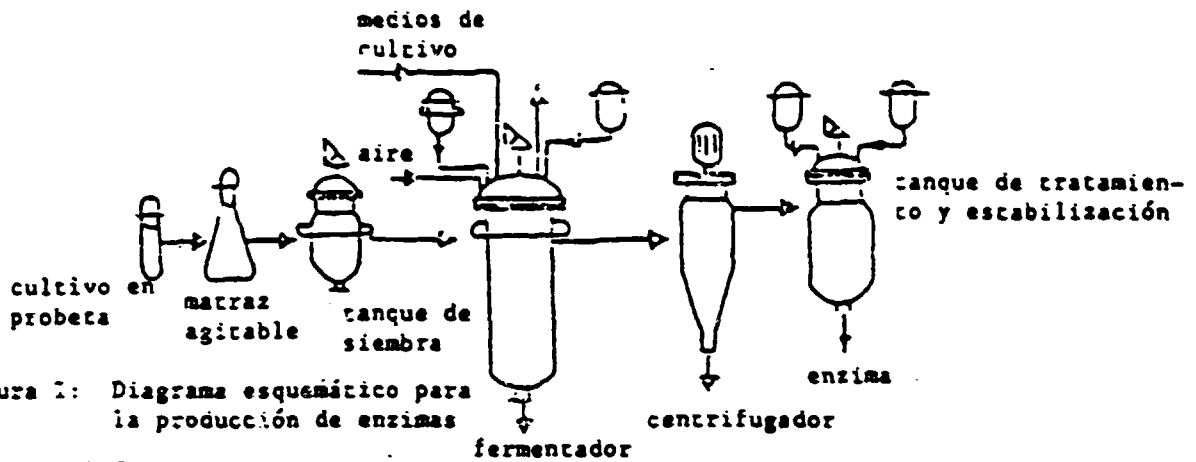 medios de
cultivo
aire
tanque de tratamien-
to y estabilización
cultivo en
probeta
matraz
agitable
tanque de
siembra
enzima
ura I: Diagrama esquemático para
la producción de enzimas
centrifugador
fermentador